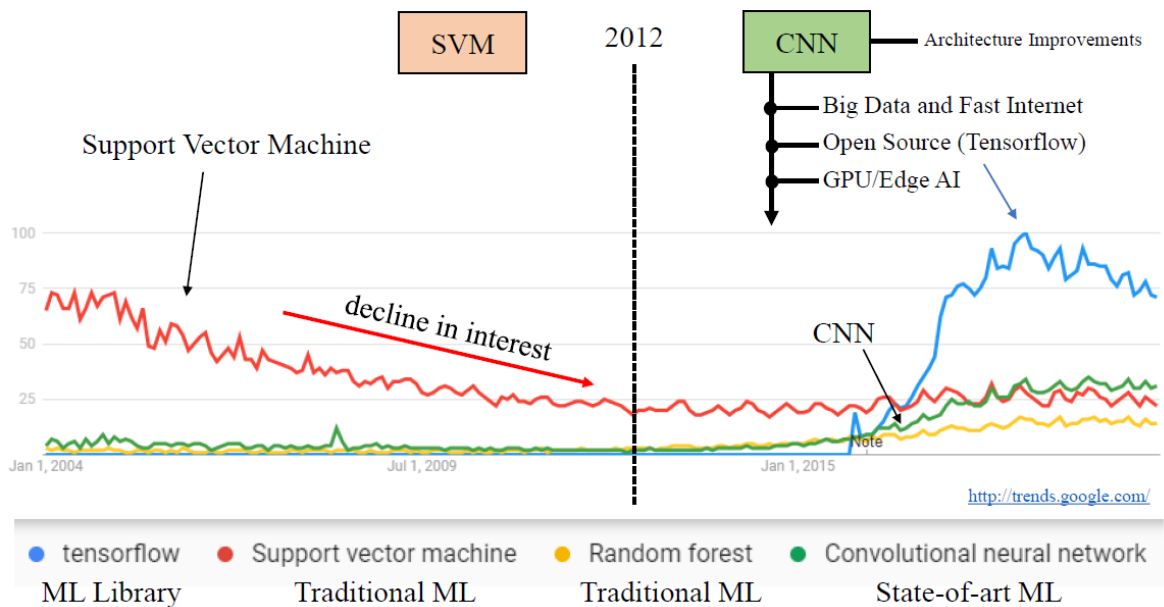 SVM
2012
CNN
Architecture Improvements
Big Data and Fast Internet
Open Source (Tensorflow)
GPU/Edge AI
Support Vector Machine
100
75
50
25
decline in interest
CNN
Note
Jan 1, 2004
Jul 1, 2009
Jan 1, 2015
http://trends.google.com/
tensorflow Support vector machine Random forest Convolutional neural network
ML Library Traditional ML Traditional ML State-of-art ML